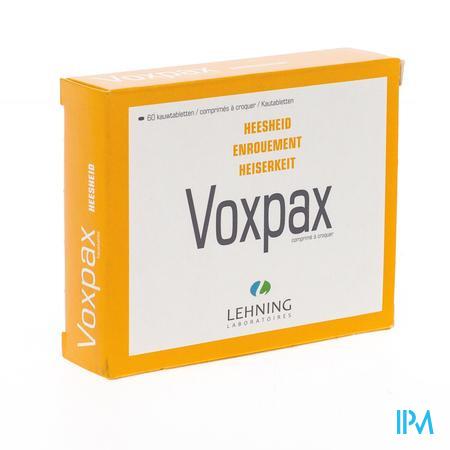 60 kauwtabletten / comprimés à croquer / Kautabletten
HEESHEID
ENROUEMENT
HEISERKEIT
Voxpax
comprimé à croquer
LEHNING
LABORATOIRES
Voxpax
HEESHEID
IPM